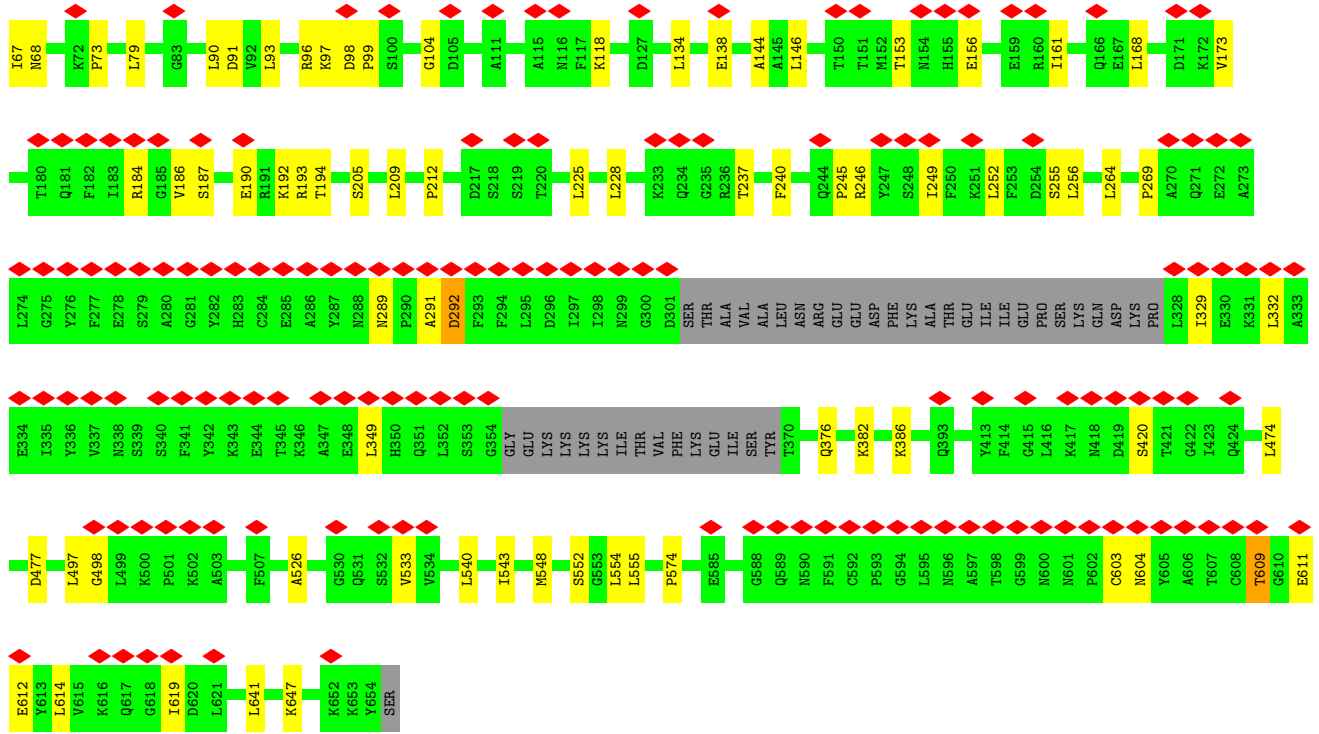 I67 N68 K72 P73 L79 G83 L90 D91 V92 L93 R96 K97 D98 P99 S100 G104 D105 A111 A115 N116 F117 K118 D127 L134 E138 A144 A145 L146 T150 T151 M152 T153 N154 H155 E156 E159 R160 I161 Q166 E167 L168 D171 K172 V173
T180 Q181 F182 I183 R184 G185 V186 S187 E190 R191 K192 R193 T194 S205 L209 P212 D217 S218 S219 T220 L225 L228 K233 Q234 G235 R236 T237 F240 Q244 P245 R246 Y247 S248 I249 F250 K251 L252 F253 D254 S255 L256 L264 P269 A270 Q271 E272 A273
L274 G275 Y276 F277 E278 S279 A280 G281 Y282 H283 C284 E285 A286 Y287 N288 N289 P290 A291 D292 F293 F294 L295 D296 I297 I298 N299 G300 D301 SER THR ALA VAL ALA LEU ASN ARG GLU GLU ASP PHE LYS ALA THR GLU ILE ILE GLU PRO SER LYS GLN ASP LYS PRO L328 I329 E330 K331 L332 A333
E334 I335 Y336 V337 N338 S339 S340 F341 Y342 K343 E344 T345 K346 A347 E348 L349 H350 Q351 L352 S353 G354 GLY GLU LYS LYS LYS LYS ILE THR VAL PHE LYS GLU ILE SER TYR T370 Q376 K382 K386 Q393 Y413 F414 G415 L416 K417 N418 D419 S420 T421 G422 I423 Q424 L474
D477 L497 G498 L499 K500 P501 K502 A503 F507 A526 G530 Q531 S532 V533 V534 L540 I543 M548 S552 G553 L554 L555 P574 E585 G588 Q589 N590 F591 C592 P593 G594 L595 N596 A597 T598 G599 N600 N601 P602 C603 N604 Y605 A606 T607 C608 T609 G610 E611
E612 Y613 L614 V615 K616 Q617 G618 I619 D620 L621 L641 K647 K652 K653 Y654 SER